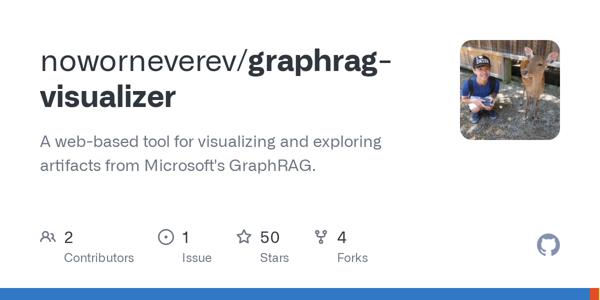 noworneverev/graphrag-
visualizer
A web-based tool for visualizing and exploring
artifacts from Microsoft's GraphRAG.
2
Contributors
1
Issue
50
Stars
4
Forks